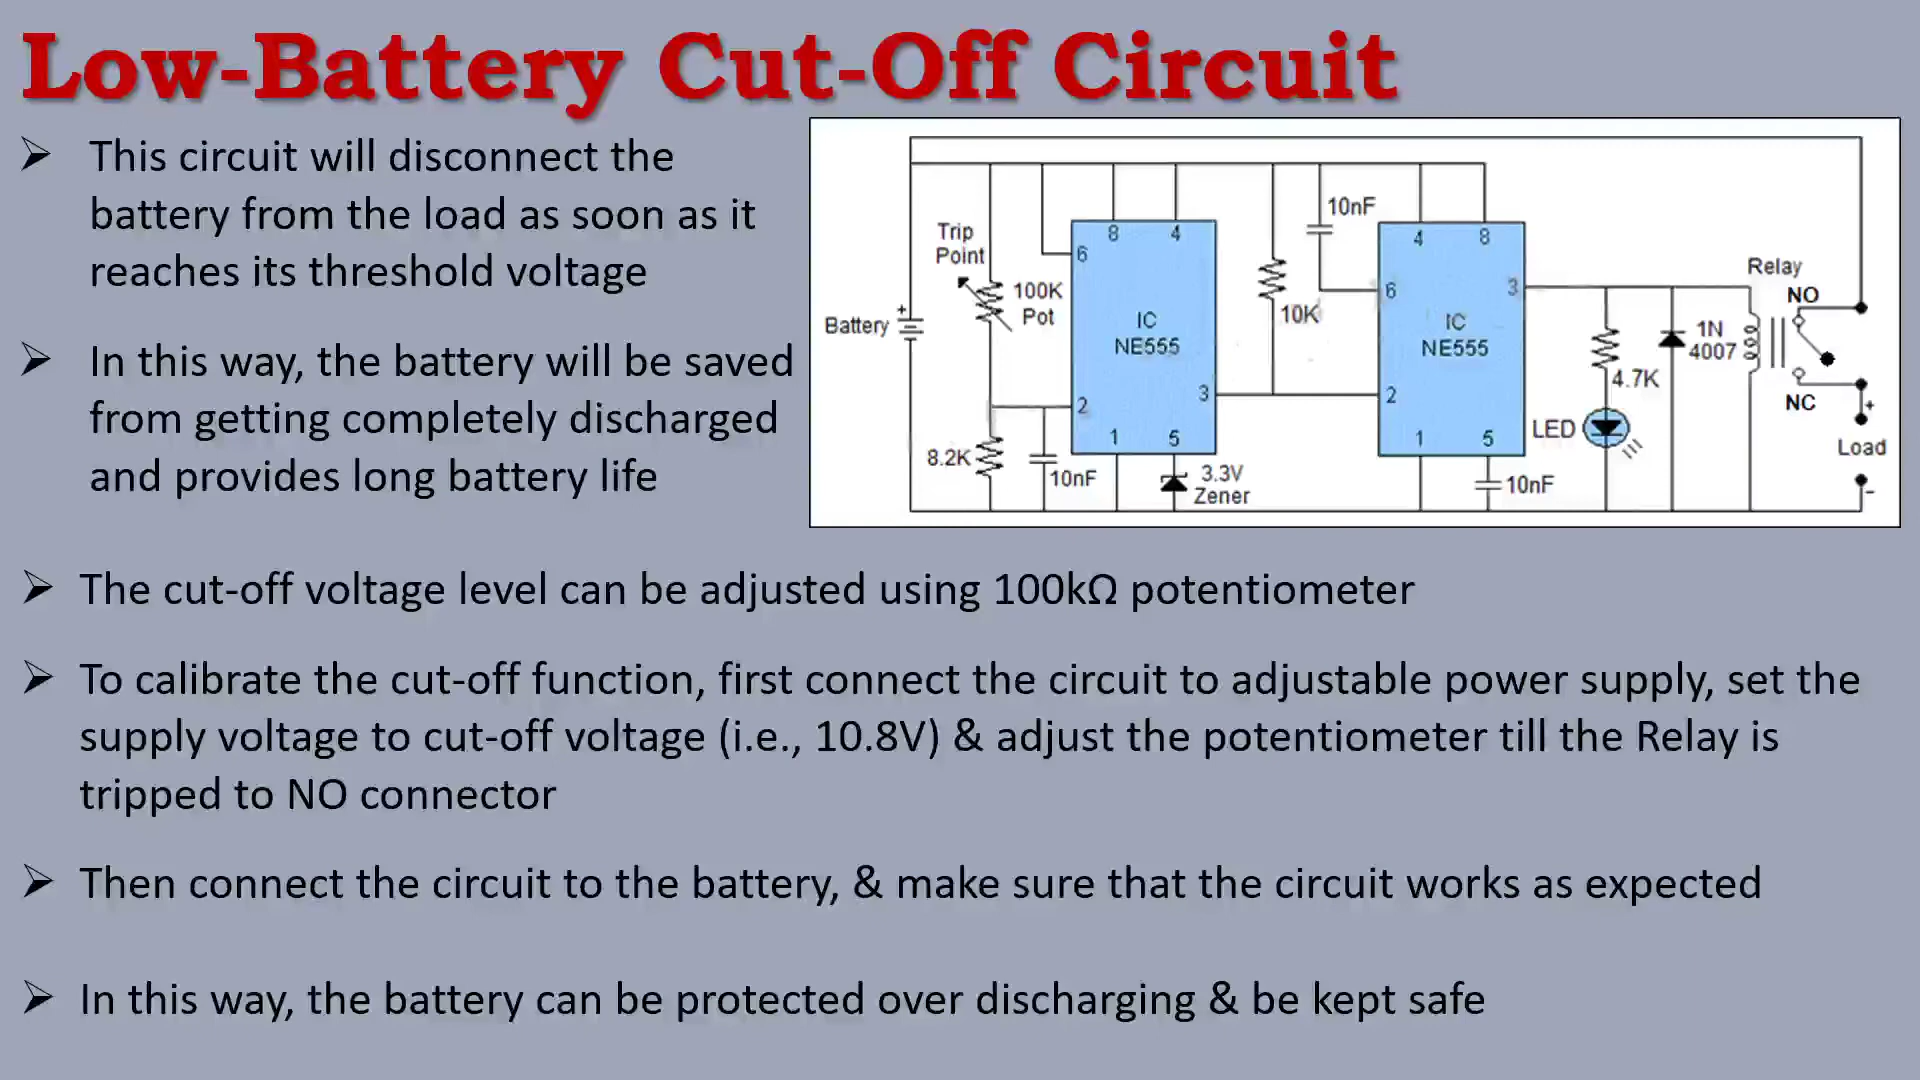 Low-Battery Cut-Off Circuit
➢ This circuit will disconnect the
battery from the load as soon as it
reaches its threshold voltage
➢ In this way, the battery will be saved
from getting completely discharged
and provides long battery life
10nF
8 4
4 8
Trip
Point
6
Relay
NO
100K
Pot
6
3
10K
Battery
+
IC
NE555
IC
NE555
1N
4007
4.7K
2
3
2
NC
+
1 5
1 5
LED
Load
8.2K
10nF
3.3V
Zener
10nF
-
➢ The cut-off voltage level can be adjusted using 100kΩ potentiometer
➢ To calibrate the cut-off function, first connect the circuit to adjustable power supply, set the
supply voltage to cut-off voltage (i.e., 10.8V) & adjust the potentiometer till the Relay is
tripped to NO connector
➢ Then connect the circuit to the battery, & make sure that the circuit works as expected
➢ In this way, the battery can be protected over discharging & be kept safe